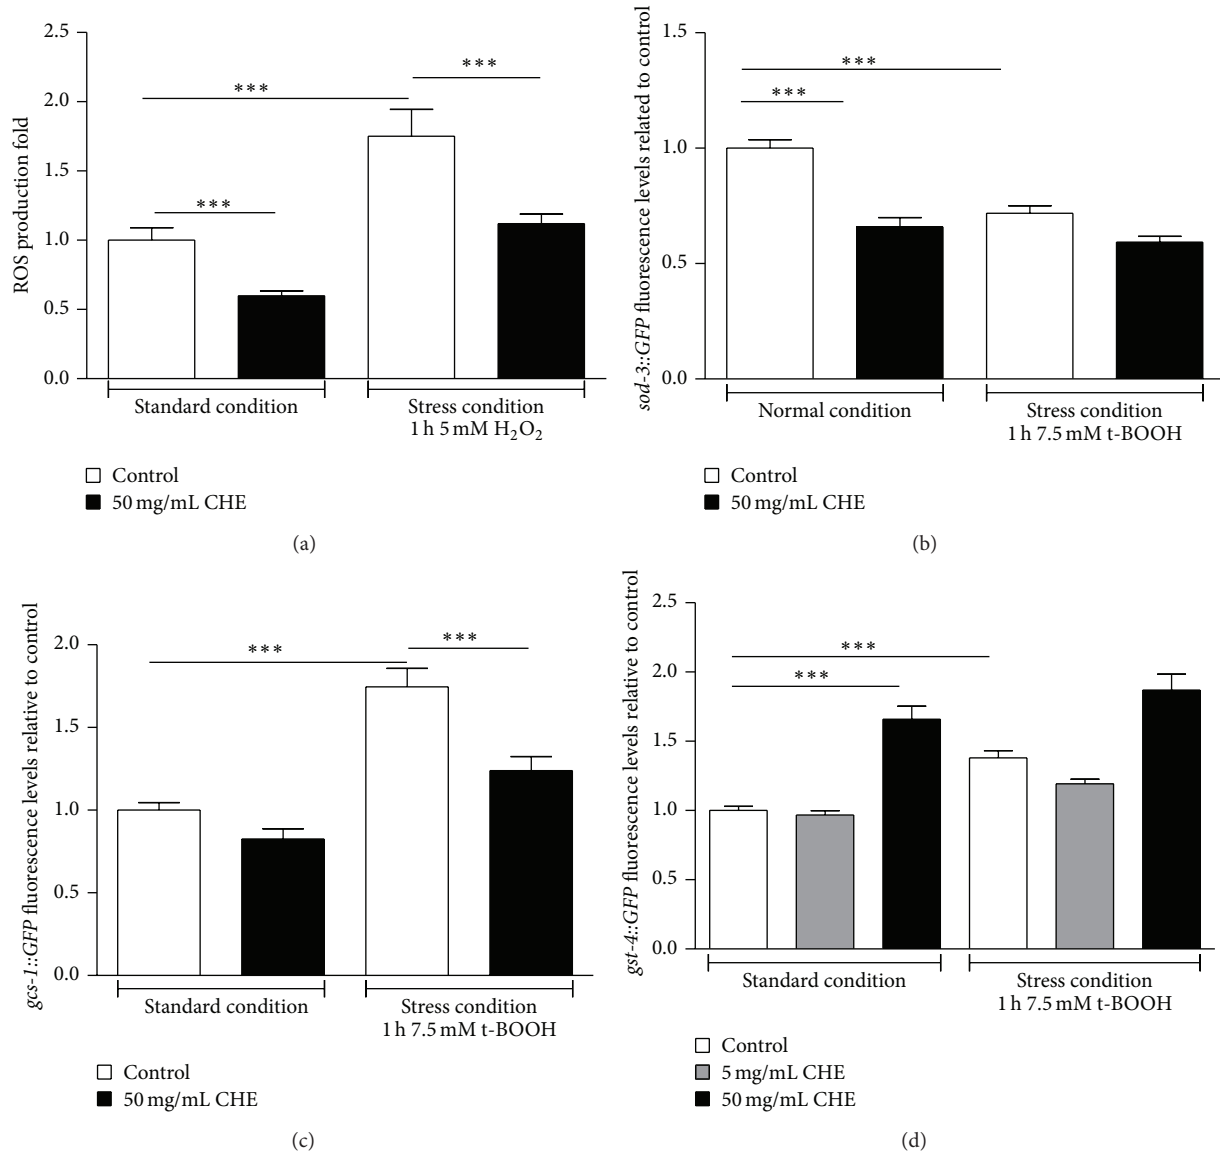 ROS production fold
2.5
2.0
1.5
1.0
0.5
0.0
***
***
***
Standard condition
Stress condition
1 h 5 mM H₂O₂
Control
50 mg/mL CHE
(a)
sod-3::GFP fluorescence levels related to control
1.5
1.0
0.5
0.0
***
***
Normal condition
Stress condition
1 h 7.5 mM t-BOOH
Control
50 mg/mL CHE
(b)
gcs-1::GFP fluorescence levels relative to control
2.0
1.5
1.0
0.5
0.0
***
***
Standard condition
Stress condition
1 h 7.5 mM t-BOOH
Control
50 mg/mL CHE
(c)
gst-4::GFP fluorescence levels relative to control
2.5
2.0
1.5
1.0
0.5
0.0
***
***
Standard condition
Stress condition
1 h 7.5 mM t-BOOH
Control
5 mg/mL CHE
50 mg/mL CHE
(d)